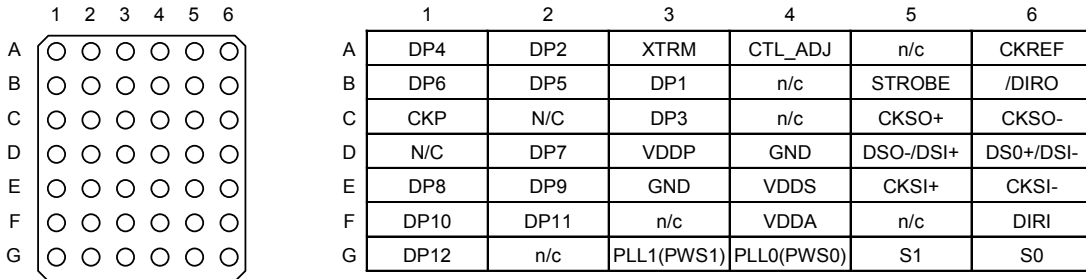 1 2 3 4 5 6 1 2 3 4 5 6
A A DP4 DP2 XTRM CTL_ADJ n/c CKREF
B B DP6 DP5 DP1 n/c STROBE /DIRO
C C CKP N/C DP3 n/c CKSO+ CKSO-
D D N/C DP7 VDDP GND DSO-/DSI+ DS0+/DSI-
E E DP8 DP9 GND VDDS CKSI+ CKSI-
F F DP10 DP11 n/c VDDA n/c DIRI
G G DP12 n/c PLL1(PWS1) PLL0(PWS0) S1 S0